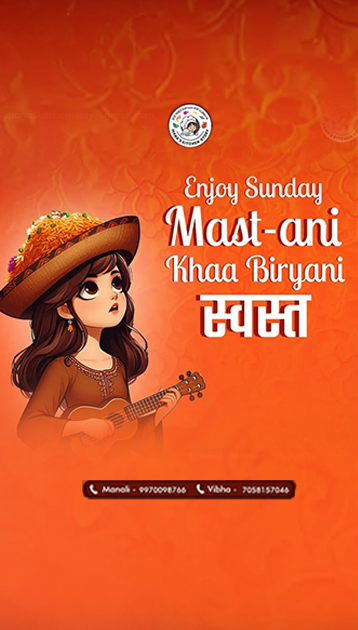 Enjoy Sunday
Mast-ani
Khaa Biryani
स्वस्त
Manali - 9970098766 Vibha - 7058157046